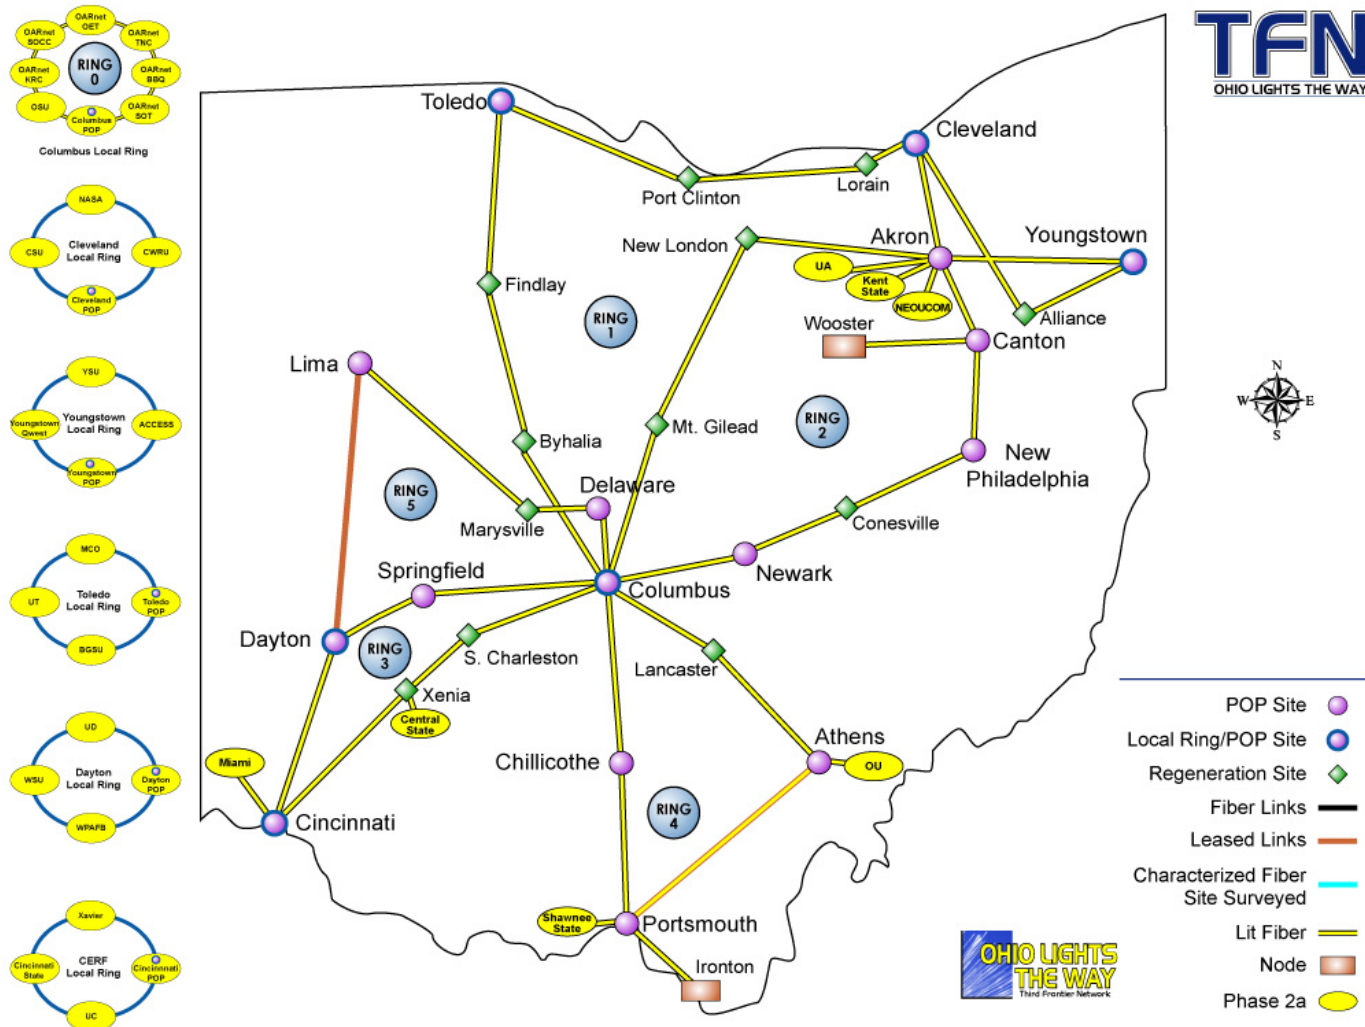 OARnet
OET
OARnet
SOCC
OARnet
TNC
RING
0
OARnet
KRC
OARnet
BBQ
OSU
OARnet
SOT
Columbus
POP
Columbus Local Ring
NASA
CSU
Cleveland
Local Ring
CWRU
Cleveland
POP
YSU
Youngstown
Qwest
Youngstown
Local Ring
ACCESS
Youngstown
POP
MCO
UT
Toledo
Local Ring
Toledo
POP
BGSU
UD
WSU
Dayton
Local Ring
Dayton
POP
WPAFB
Xavier
Cincinnati
State
CERF
Local Ring
Cincinnnati
POP
UC
TFN
OHIO LIGHTS THE WAY
Toledo
Cleveland
Port Clinton
Lorain
New London
Akron
Youngstown
UA
Kent
State
NEOUCOM
Findlay
RING
1
Wooster
Alliance
Canton
Lima
Byhalia
Mt. Gilead
RING
2
New
Philadelphia
RING
5
Delaware
Marysville
Conesville
Newark
Springfield
Columbus
Dayton
RING
3
S. Charleston
Lancaster
Xenia
Central
State
Miami
Chillicothe
Athens
OU
Cincinnati
RING
4
Shawnee
State
Portsmouth
Ironton
N
W
E
S
POP Site
Local Ring/POP Site
Regeneration Site
Fiber Links
Leased Links
Characterized Fiber
Site Surveyed
Lit Fiber
Node
Phase 2a
OHIO LIGHTS
THE WAY
Third Frontier Network